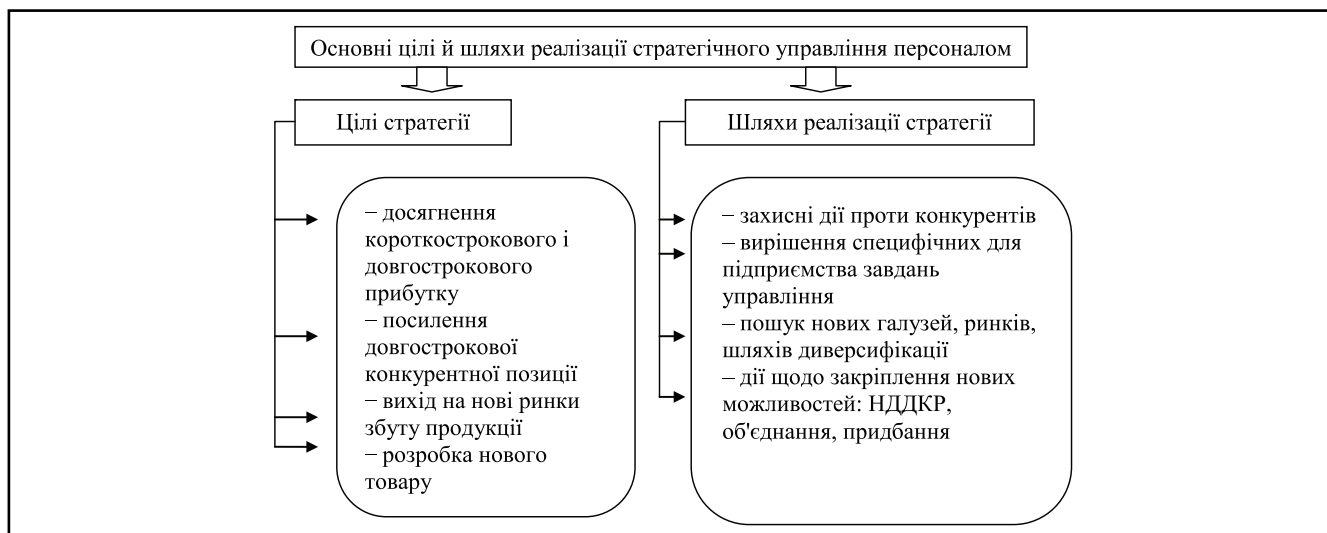 Основні цілі й шляхи реалізації стратегічного управління персоналом
Цілі стратегії
– досягнення
короткострокового і
довгострокового
прибутку
– посилення
довгострокової
конкурентної позиції
– вихід на нові ринки
збуту продукції
– розробка нового
товару
Шляхи реалізації стратегії
– захисні дії проти конкурентів
– вирішення специфічних для
підприємства завдань
управління
– пошук нових галузей, ринків,
шляхів диверсифікації
– дії щодо закріплення нових
можливостей: НДДКР,
об'єднання, придбання